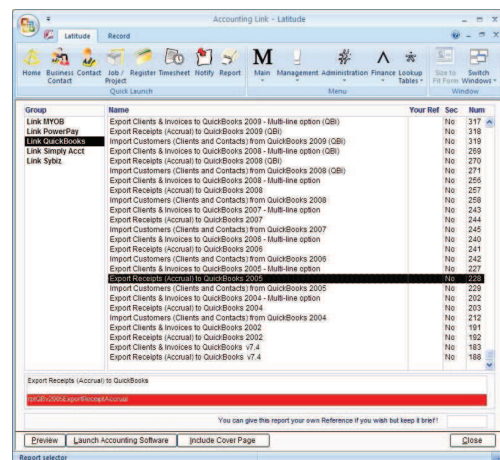 Accounting Link - Latitude
Latitude Record
Home Business Contact Contact Job / Project Register Timesheet Notify Report Main Management Administration Finance Lookup Tables Size to Fit Form Switch Windows
Quick Launch Menu Window
Group Name Your Ref Sec Num
Link MYOB Export Clients & Invoices to QuickBooks 2009 - Multi-line option (QBI) No 317
Link PowerPay Export Receipts (Accrual) to QuickBooks 2009 (QBI) No 318
Link QuickBooks Import Customers (Clients and Contacts) from QuickBooks 2009 (QBI) No 319
Link Simply Acct Export Clients & Invoices to QuickBooks 2008 - Multi-line option (QBI) No 269
Link Sybiz Export Receipts (Accrual) to QuickBooks 2008 (QBI) No 270
Import Customers (Clients and Contacts) from QuickBooks 2008 (QBI) No 271
Export Clients & Invoices to QuickBooks 2008 - Multi-line option No 256
Export Receipts (Accrual) to QuickBooks 2008 No 257
Import Customers (Clients and Contacts) from QuickBooks 2008 No 258
Export Clients & Invoices to QuickBooks 2007 - Multi-line option No 243
Export Receipts (Accrual) to QuickBooks 2007 No 244
Import Customers (Clients and Contacts) from QuickBooks 2007 No 245
Export Clients & Invoices to QuickBooks 2006 - Multi-line option No 240
Export Receipts (Accrual) to QuickBooks 2006 No 241
Import Customers (Clients and Contacts) from QuickBooks 2006 No 242
Export Clients & Invoices to QuickBooks 2005 - Multi-line option No 227
Export Receipts (Accrual) to QuickBooks 2005 No 228
Import Customers (Clients and Contacts) from QuickBooks 2005 No 229
Export Clients & Invoices to QuickBooks 2004 - Multi-line option No 202
Export Receipts (Accrual) to QuickBooks 2004 No 203
Import Customers (Clients and Contacts) from QuickBooks 2004 No 212
Export Clients & Invoices to QuickBooks 2002 No 191
Export Receipts (Accrual) to QuickBooks 2002 No 192
Export Clients & Invoices to QuickBooks v7.4 No 183
Export Receipts (Accrual) to QuickBooks v7.4 No 188
Export Receipts (Accrual) to QuickBooks
rptQBv2005ExportReceiptAccrual
You can give this report your own Reference if you wish but keep it brief!
Preview Launch Accounting Software Include Cover Page Close
Report selector